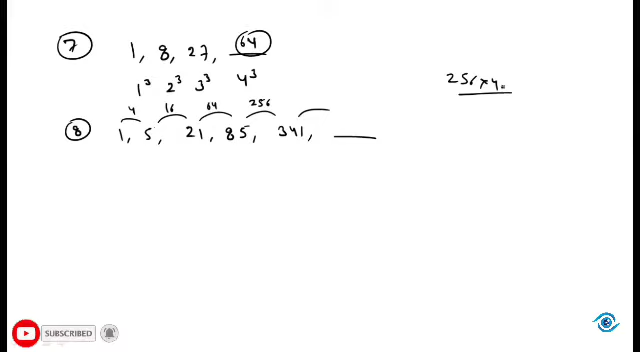 7 1, 8, 27, 64
1³ 2³ 3³ 4³
256×4=
4 16 64 256
8 1, 5, 21, 85, 341, ____
SUBSCRIBED